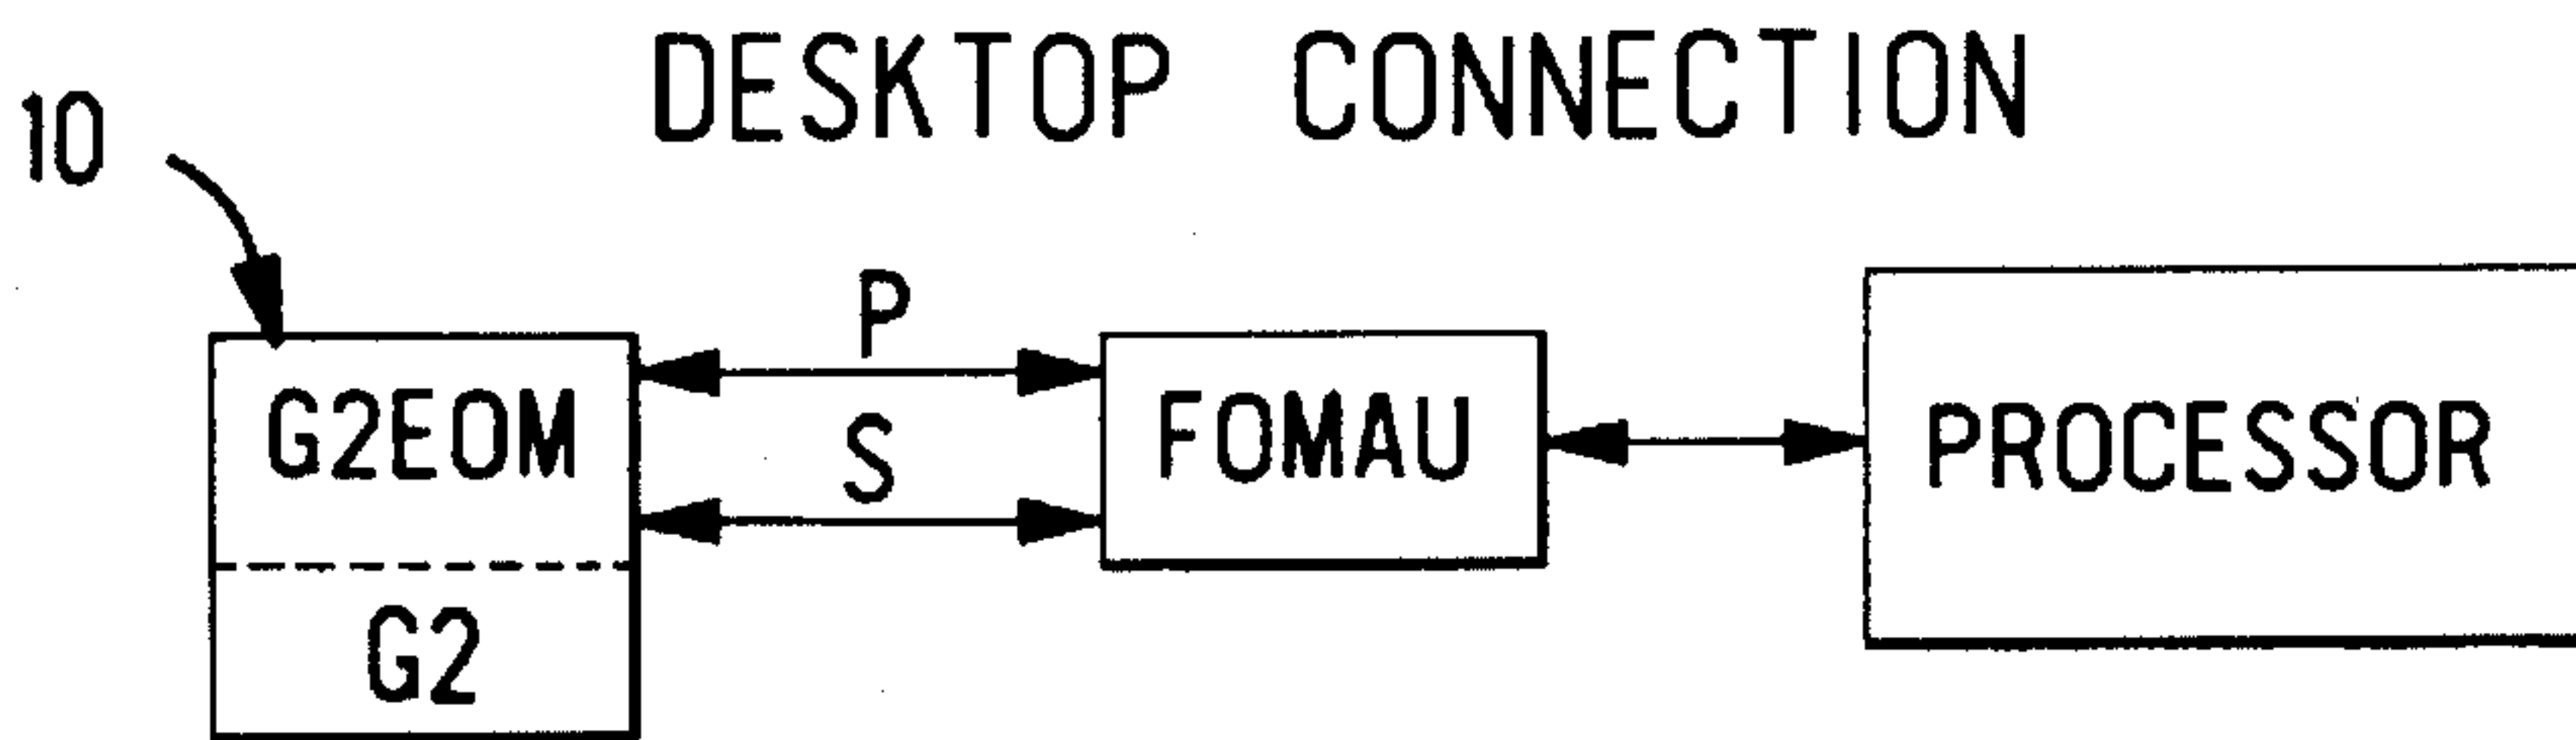 DESKTOP CONNECTION
10
P
G2EOM
FOMAU
PROCESSOR
S
G2